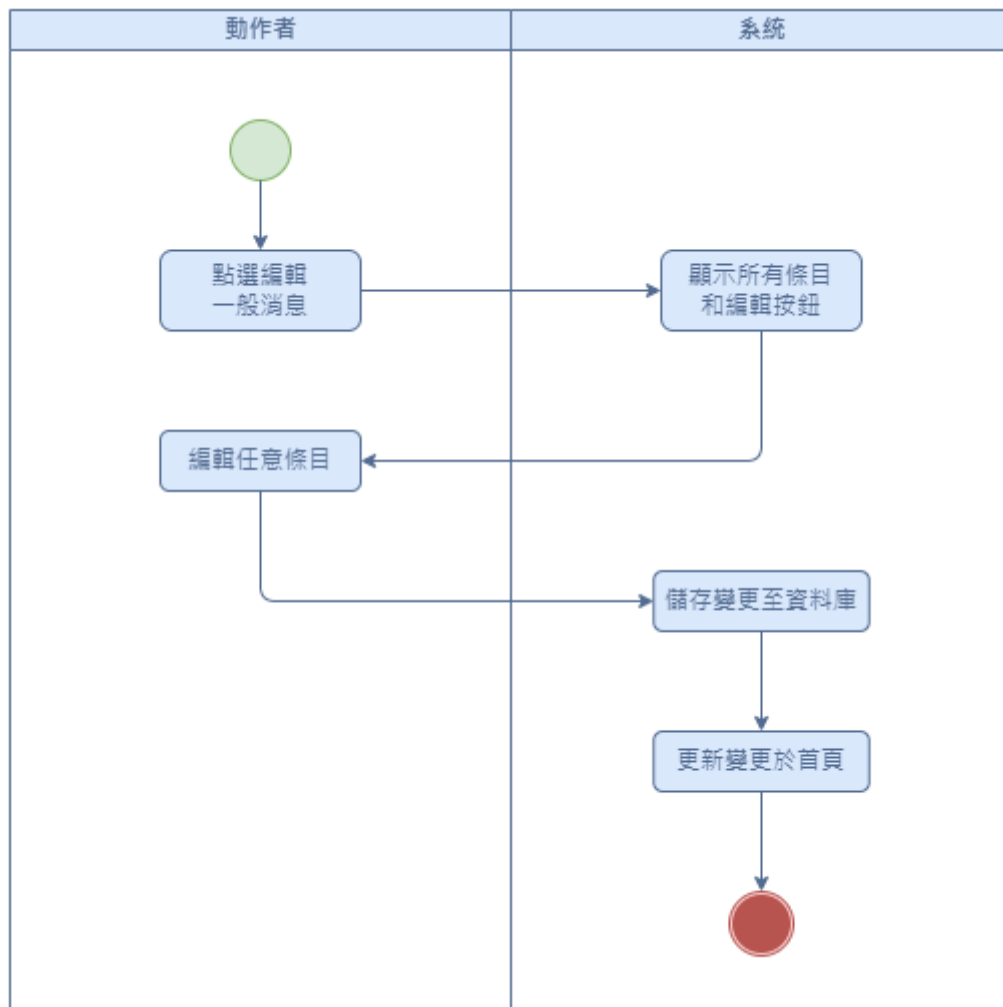 動作者
系統
點選編輯
一般消息
顯示所有條目
和編輯按鈕
編輯任意條目
儲存變更至資料庫
更新變更於首頁